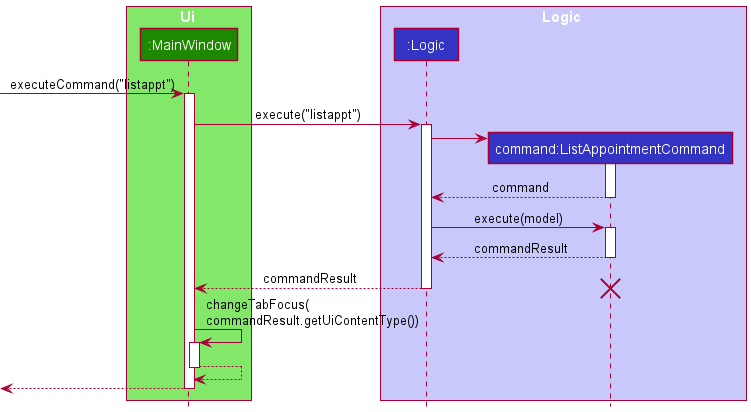 Ui
Logic
:MainWindow
:Logic
executeCommand("listappt")
execute("listappt")
command:ListAppointmentCommand
command
execute(model)
commandResult
commandResult
changeTabFocus(
commandResult.getUiContentType())